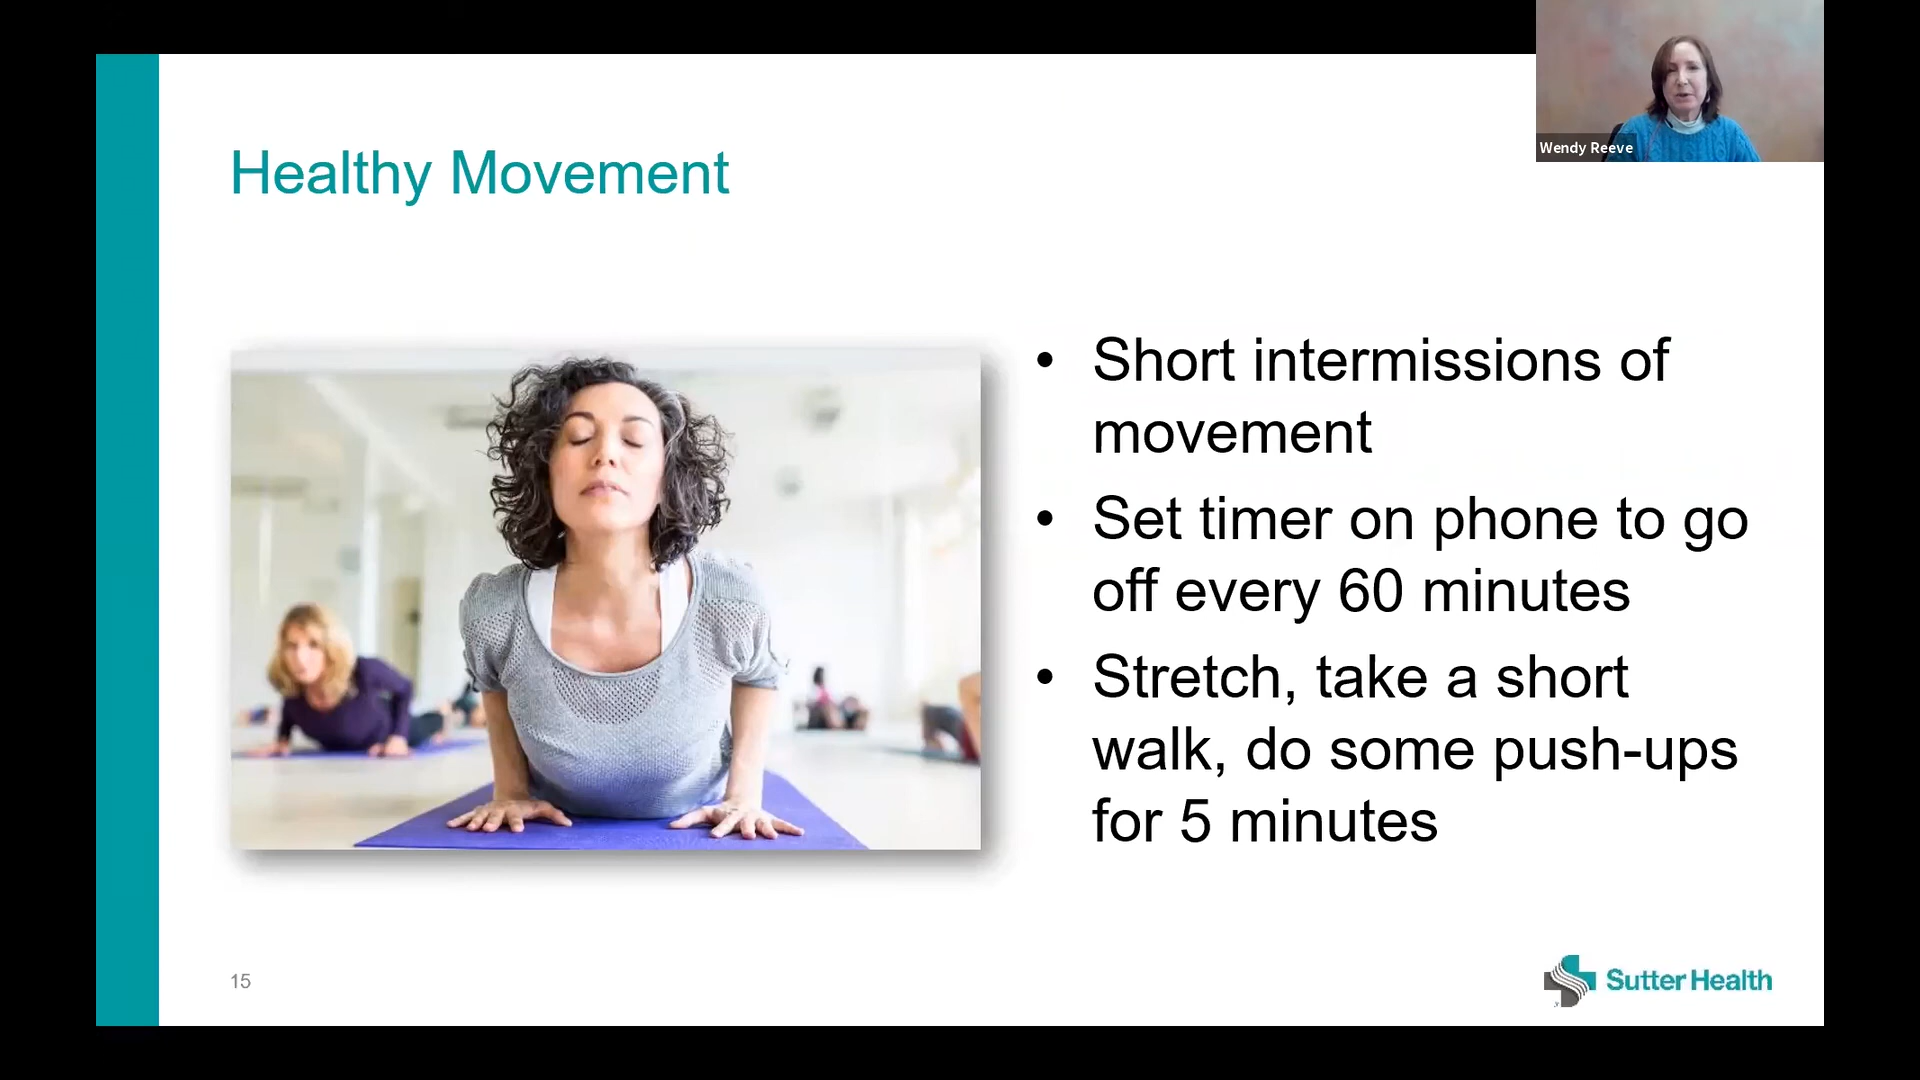 Wendy Reeve
Healthy Movement
• Short intermissions of
movement
• Set timer on phone to go
off every 60 minutes
• Stretch, take a short
walk, do some push-ups
for 5 minutes
15
Sutter Health